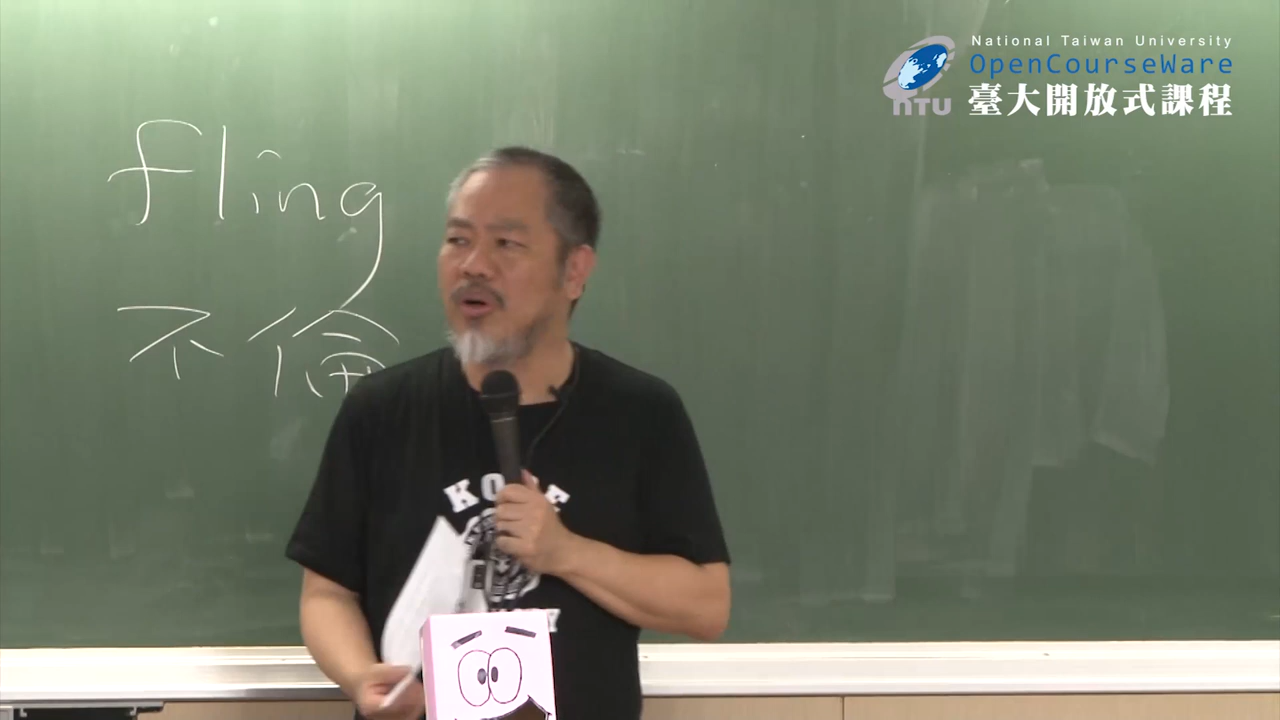 National Taiwan University
OpenCourseWare
臺大開放式課程
NTU
fling
不倫